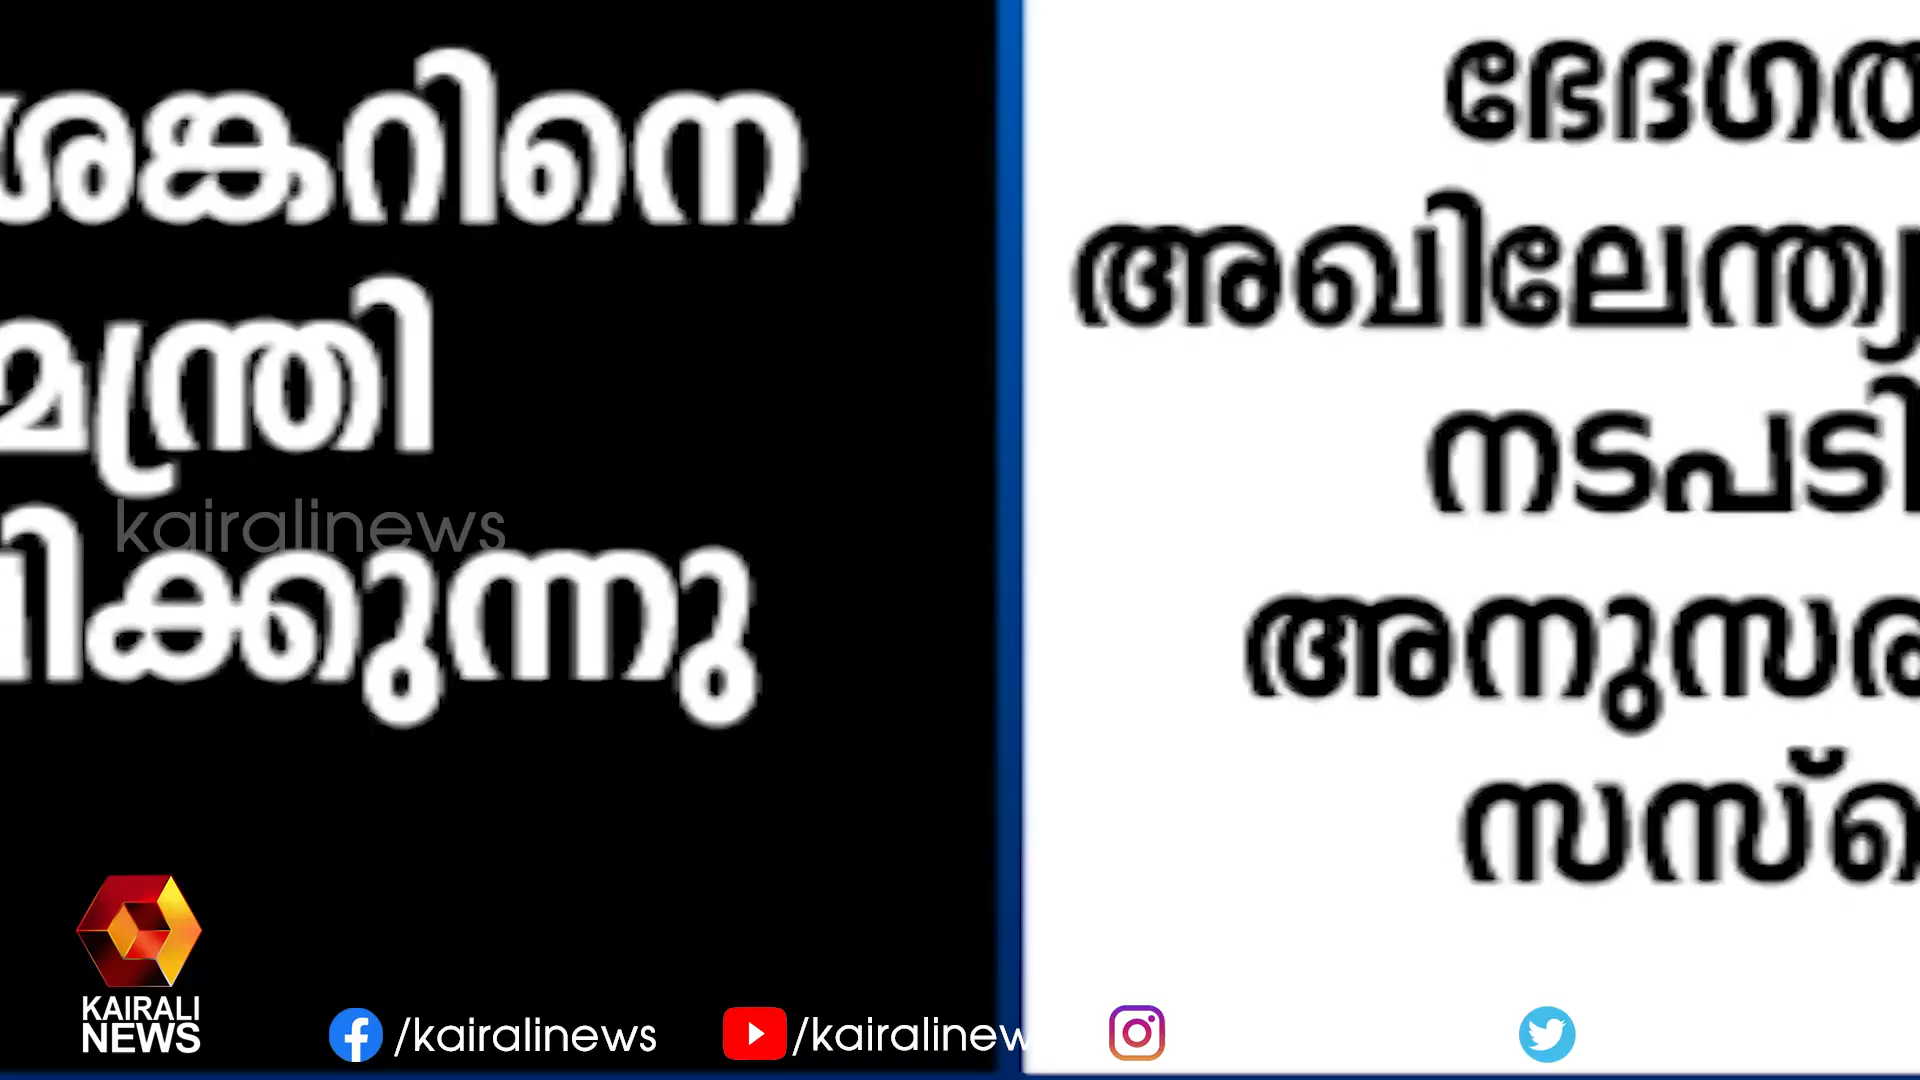 ശങ്കറിനെ
മന്ത്രി
ിക്കുന്നു
kairalinews
ഭേദഗത
അഖിലേന്ത്യ
നടപടി
അനുസര
സസ്പെ
KAIRALI
NEWS
/kairalinews
/kairalinew